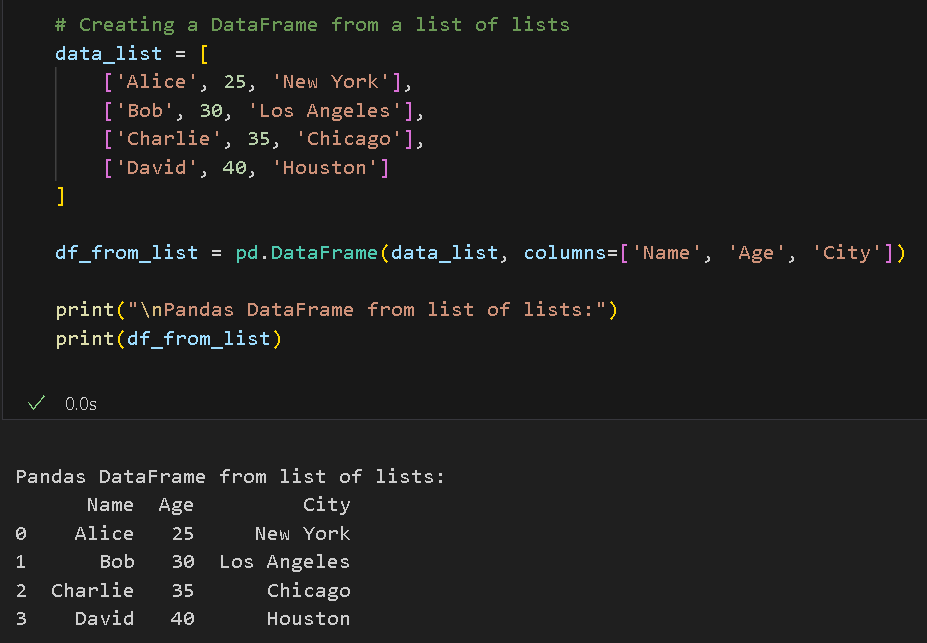 # Creating a DataFrame from a list of lists
data_list = [
    ['Alice', 25, 'New York'],
    ['Bob', 30, 'Los Angeles'],
    ['Charlie', 35, 'Chicago'],
    ['David', 40, 'Houston']
]
df_from_list = pd.DataFrame(data_list, columns=['Name', 'Age', 'City'])
print("\nPandas DataFrame from list of lists:")
print(df_from_list)
0.0s
Pandas DataFrame from list of lists:
      Name  Age         City
0    Alice   25     New York
1      Bob   30  Los Angeles
2  Charlie   35      Chicago
3    David   40      Houston